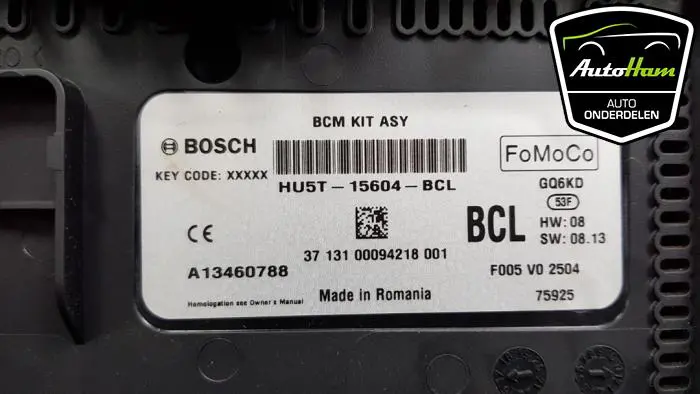 AutoHam
AUTO
ONDERDELEN
BCM KIT ASY
BOSCH
KEY CODE: XXXXX
FoMoCo
HU5T-15604-BCL
GQ6KD
53F
BCL
HW: 08
SW: 08.13
CE
37 131 00094218 001
A13460788
F005 V0 2504
Homologation see Owner's Manual
Made in Romania
75925